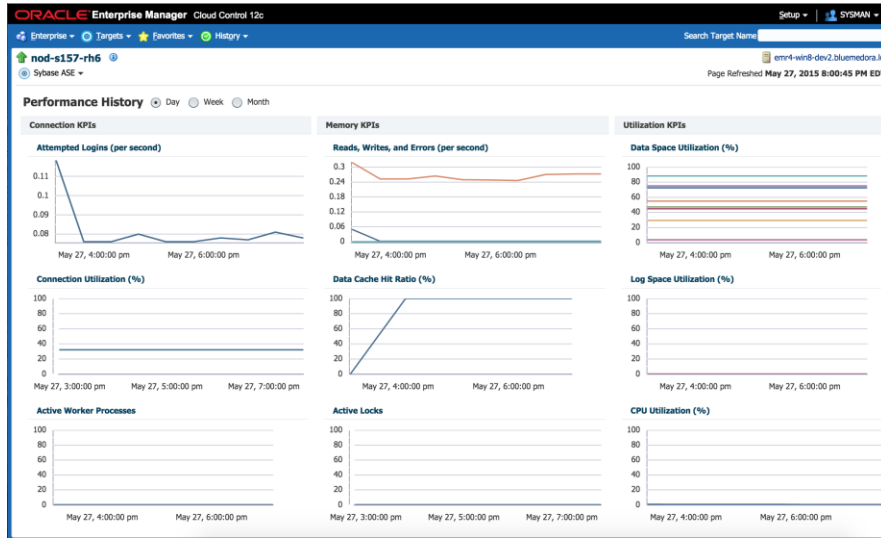 ORACLE Enterprise Manager Cloud Control 12c
Setup
SYSMAN
Enterprise
Targets
Favorites
History
Search Target Name
nod-s157-rh6
emr4-win8-dev2.bluemedora.l
Sybase ASE
Page Refreshed May 27, 2015 8:00:45 PM ED
Performance History Day Week Month
Connection KPIs
Attempted Logins (per second)
0.11
0.1
0.09
0.08
May 27, 4:00:00 pm May 27, 6:00:00 pm
Connection Utilization (%)
100
80
60
40
20
0
May 27, 3:00:00 pm May 27, 5:00:00 pm May 27, 7:00:00 pm
Active Worker Processes
100
80
60
40
20
0
May 27, 4:00:00 pm May 27, 6:00:00 pm
Memory KPIs
Reads, Writes, and Errors (per second)
0.3
0.24
0.18
0.12
0.06
0
May 27, 4:00:00 pm May 27, 6:00:00 pm
Data Cache Hit Ratio (%)
100
80
60
40
20
0
May 27, 4:00:00 pm May 27, 6:00:00 pm
Active Locks
100
80
60
40
20
0
May 27, 3:00:00 pm May 27, 5:00:00 pm May 27, 7:00:00 pm
Utilization KPIs
Data Space Utilization (%)
100
80
60
40
20
0
May 27, 4:00:00 pm May 27, 6:00:00 pm
Log Space Utilization (%)
100
80
60
40
20
0
May 27, 4:00:00 pm May 27, 6:00:00 pm
CPU Utilization (%)
100
80
60
40
20
0
May 27, 4:00:00 pm May 27, 6:00:00 pm